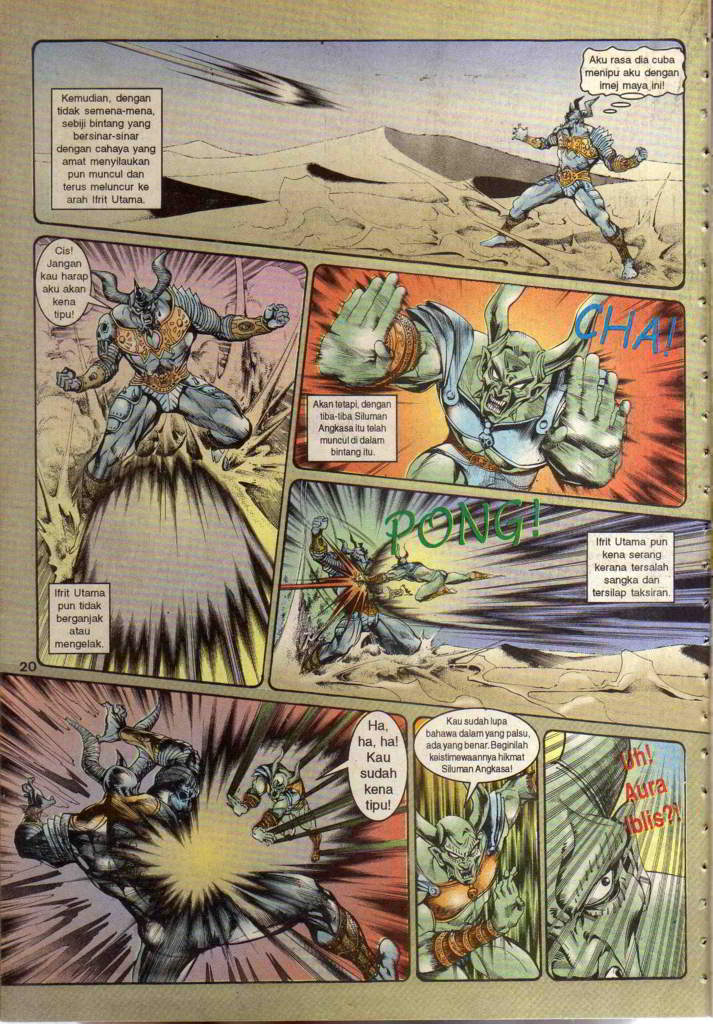 Aku rasa dia cuba
menipu aku dengan
imej maya ini!
Kemudian, dengan
tidak semena-mena,
sebiji bintang yang
bersinar-sinar
dengan cahaya yang
amat menyilaukan
pun muncul dan
terus meluncur ke
arah Ifrit Utama.
Cis!
Jangan
kau harap
aku akan
kena
tipu!
Ifrit Utama
pun tidak
berganjak
atau
mengelak.
CHA!
Akan tetapi, dengan
tiba-tiba Siluman
Angkasa itu telah
muncul di dalam
bintang itu.
PONG!
Ifrit Utama pun
kena serang
kerana tersalah
sangka dan
tersilap taksiran.
20
Ha,
ha, ha!
Kau
sudah
kena
tipu!
Kau sudah lupa
bahawa dalam yang palsu,
ada yang benar. Beginilah
keistimewaannya hikmat
Siluman Angkasa!
Uh!
Aura
Iblis?!